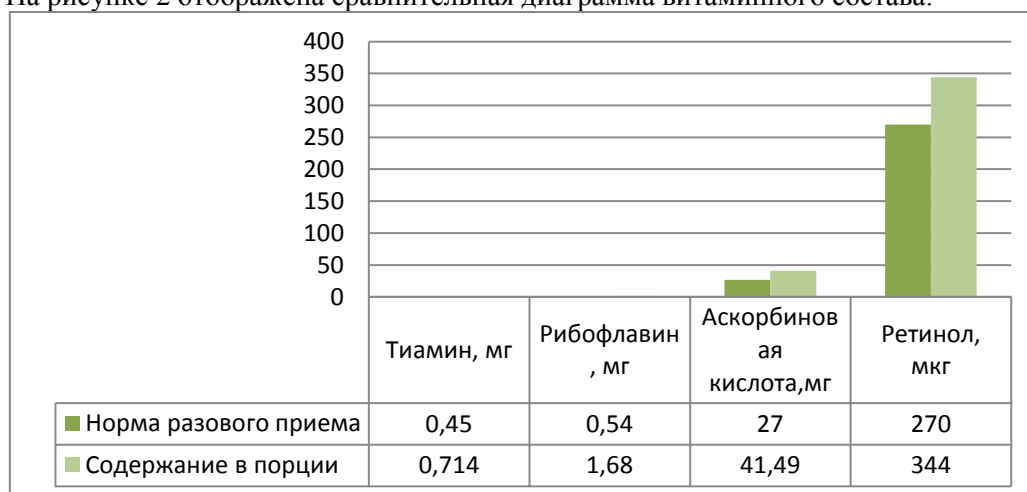 На рисунке 2 отображена сравнительная диаграмма витаминного состава.
400
350
300
250
200
150
100
50
0
Тиамин, мг
Рибофлавин
, мг
Аскорбинов
ая
кислота,мг
Ретинол,
мкг
Норма разового приема 0,45 0,54 27 270
Содержание в порции 0,714 1,68 41,49 344